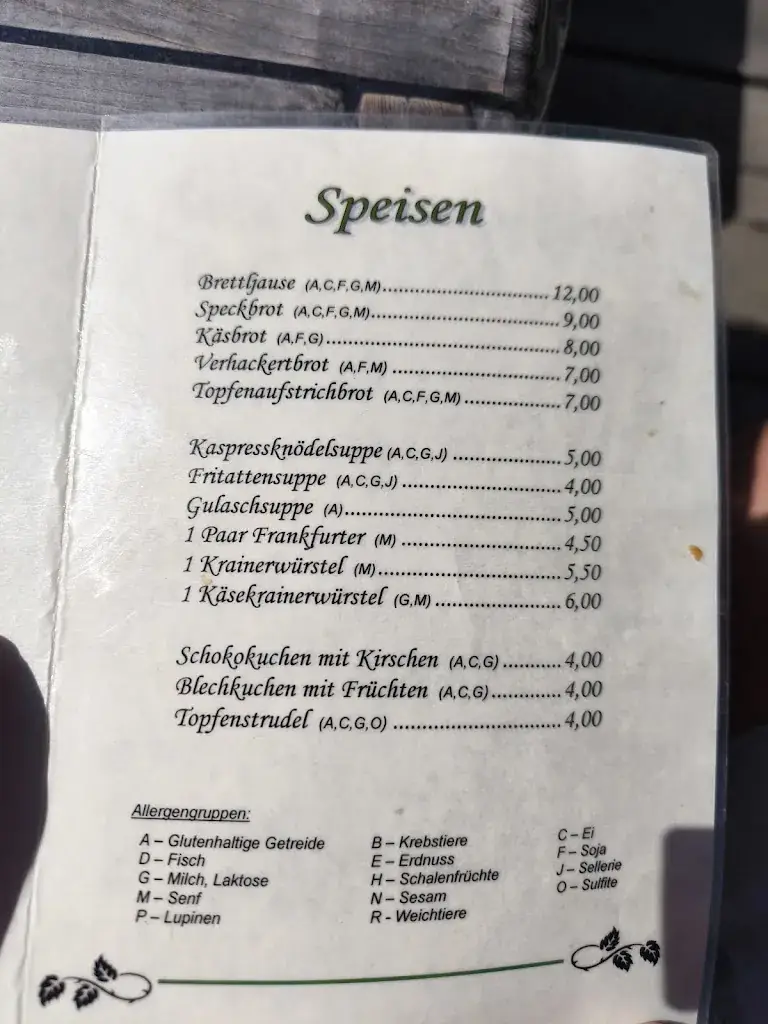 Speisen
Brettljause (A,C,F,G,M)................................. 12,00
Speckbrot (A,C,F,G,M)..................................... 9,00
Käsbrot (A,F,G)............................................... 8,00
Verhackertbrot (A,F,M) .................................. 7,00
Topfenaufstrichbrot (A,C,F,G,M)................... 7,00
Kaspressknödelsuppe (A,C,G,J) ..................... 5,00
Fritattensuppe (A,C,G,J) ............................... 4,00
Gulaschsuppe (A)........................................... 5,00
1 Paar Frankfurter (M) ................................ 4,50
1 Krainerwürstel (M).................................... 5,50
1 Käsekrainerwürstel (G,M) ......................... 6,00
Schokokuchen mit Kirschen (A,C,G) ........... 4,00
Blechkuchen mit Früchten (A,C,G)............. 4,00
Topfenstrudel (A,C,G,O) ................................ 4,00
Allergengruppen:
A – Glutenhaltige Getreide B – Krebstiere C – Ei
D – Fisch E – Erdnuss F – Soja
G – Milch, Laktose H – Schalenfrüchte J – Sellerie
M – Senf N – Sesam O – Sulfite
P – Lupinen R - Weichtiere